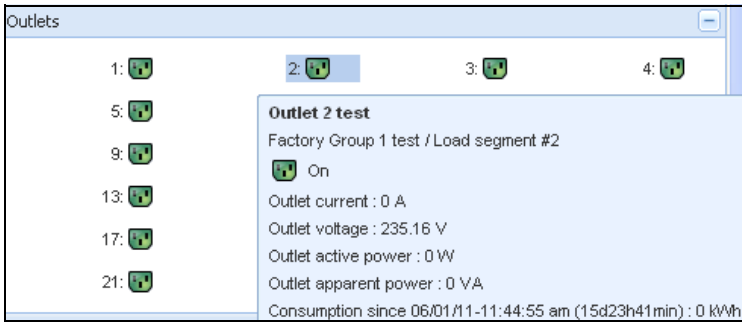 Outlets
1: 2: 3: 4:
5:
9:
13:
17:
21:
Outlet 2 test
Factory Group 1 test / Load segment #2
On
Outlet current : 0 A
Outlet voltage : 235.16 V
Outlet active power : 0 W
Outlet apparent power : 0 VA
Consumption since 06/01/11-11:44:55 am (15d23h41min) : 0 kWh